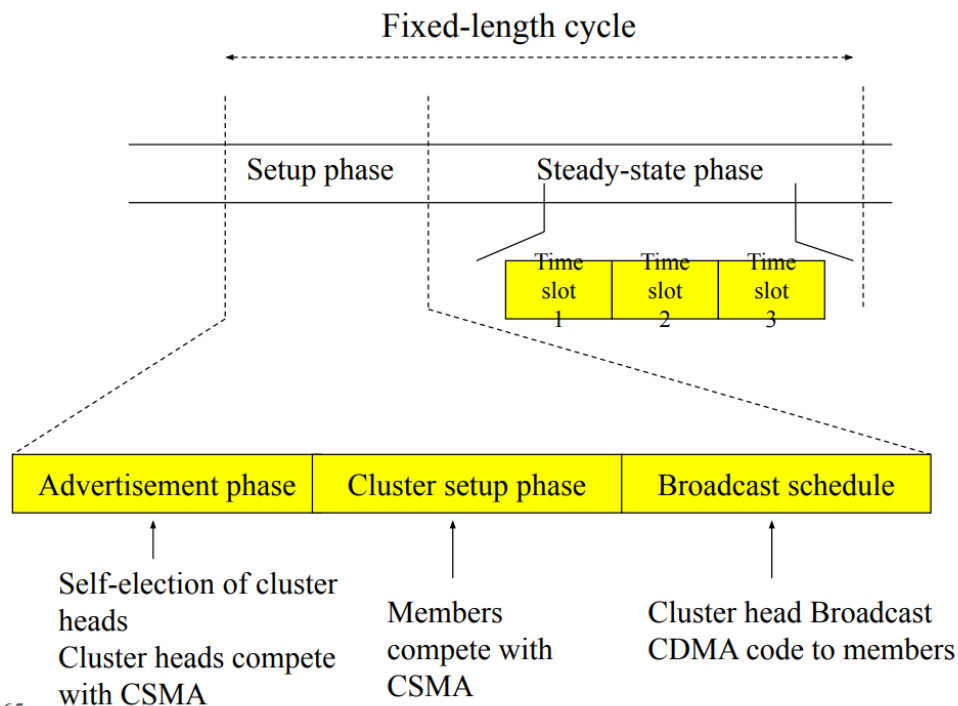 Fixed-length cycle
Setup phase
Steady-state phase
Time
slot
1
Time
slot
2
Time
slot
3
Advertisement phase
Cluster setup phase
Broadcast schedule
Self-election of cluster
heads
Cluster heads compete
with CSMA
Members
compete with
CSMA
Cluster head Broadcast
CDMA code to members